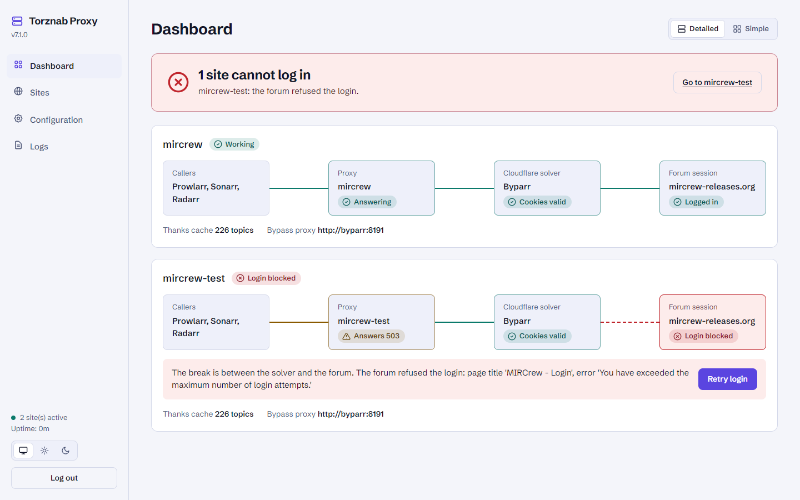 Torznab Proxy
v7.1.0
Dashboard
Sites
Configuration
Logs
2 site(s) active
Uptime: 0m
Log out
Dashboard
Detailed
Simple
1 site cannot log in
mircrew-test: the forum refused the login.
Go to mircrew-test
mircrew
Working
Callers
Prowlarr, Sonarr,
Radarr
Proxy
mircrew
Answering
Cloudflare solver
Byparr
Cookies valid
Forum session
mircrew-releases.org
Logged in
Thanks cache 226 topics
Bypass proxy http://byparr:8191
mircrew-test
Login blocked
Callers
Prowlarr, Sonarr,
Radarr
Proxy
mircrew-test
Answers 503
Cloudflare solver
Byparr
Cookies valid
Forum session
mircrew-releases.org
Login blocked
The break is between the solver and the forum. The forum refused the login: page title 'MIRCrew - Login', error 'You have exceeded the
maximum number of login attempts.'
Retry login
Thanks cache 226 topics
Bypass proxy http://byparr:8191